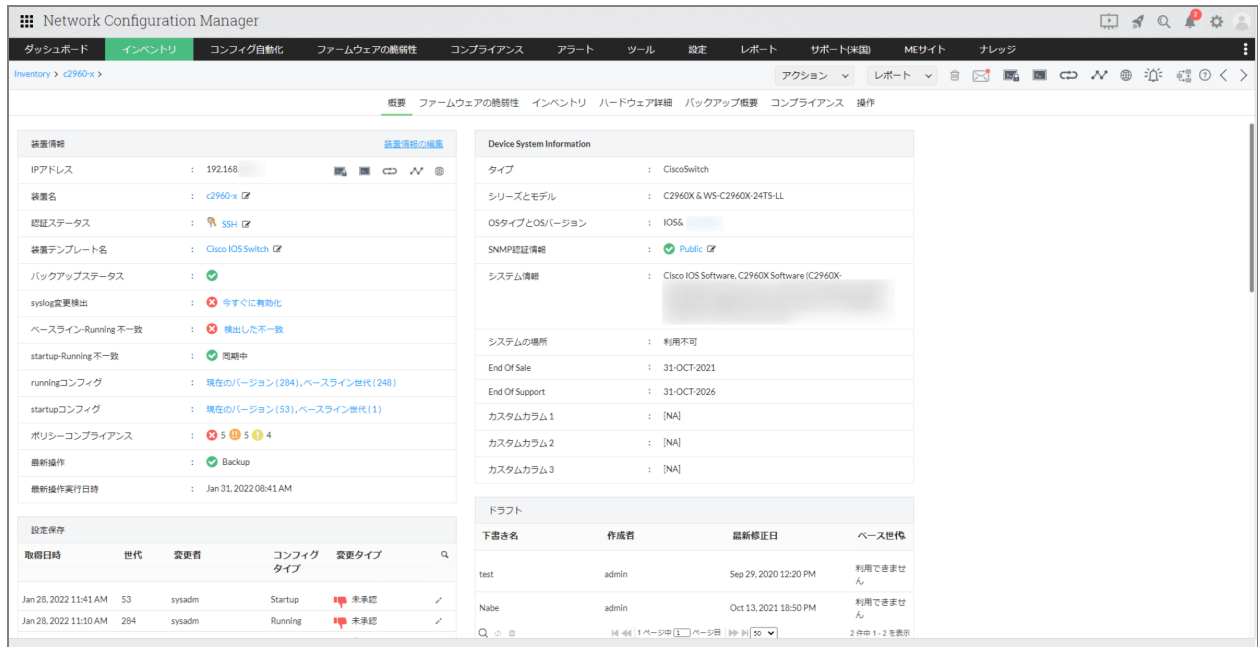 Network Configuration Manager
2
ダッシュボード インベントリ コンフィグ自動化 ファームウェアの脆弱性 コンプライアンス アラート ツール 設定 レポート サポート(米国) MEサイト ナレッジ
Inventory > c2960-x >
アクション レポート
概要 ファームウェアの脆弱性 インベントリ ハードウェア詳細 バックアップ概要 コンプライアンス 操作
装置情報 装置情報の編集
IPアドレス : 192.168
装置名 : c2960-x
認証ステータス : SSH
装置テンプレート名 : Cisco IOS Switch
バックアップステータス :
syslog変更検出 : 今すぐに有効化
ベースライン-Running 不一致 : 検出した不一致
startup-Running 不一致 : 同期中
runningコンフィグ : 現在のバージョン(284),ベースライン世代(248)
startupコンフィグ : 現在のバージョン(53),ベースライン世代(1)
ポリシーコンプライアンス : 5 5 4
最新操作 : Backup
最新操作実行日時 : Jan 31, 2022 08:41 AM
設定保存
取得日時 世代 変更者 コンフィグタイプ 変更タイプ
Jan 28, 2022 11:41 AM 53 sysadm Startup 未承認
Jan 28, 2022 11:10 AM 284 sysadm Running 未承認
Device System Information
タイプ : CiscoSwitch
シリーズとモデル : C2960X & WS-C2960X-24TS-LL
OSタイプとOSバージョン : IOS&
SNMP認証情報 : Public
システム情報 : Cisco IOS Software, C2960X Software (C2960X-
システムの場所 : 利用不可
End Of Sale : 31-OCT-2021
End Of Support : 31-OCT-2026
カスタムカラム 1 : [NA]
カスタムカラム 2 : [NA]
カスタムカラム 3 : [NA]
ドラフト
下書き名 作成者 最新修正日 ベース世代
test admin Sep 29, 2020 12:20 PM 利用できません
Nabe admin Oct 13, 2021 18:50 PM 利用できません
1 ページ中 1 ページ目 50 2 件中 1 - 2 を表示